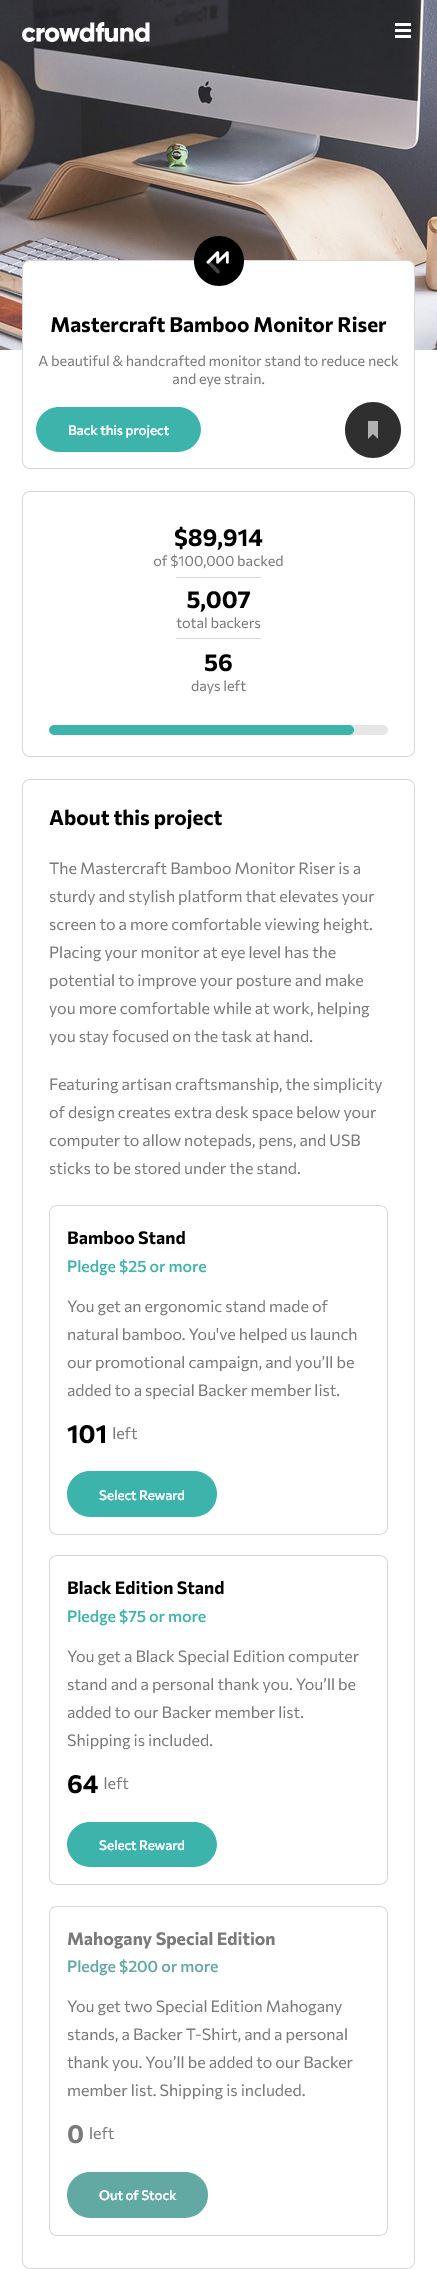 crowdfund
Mastercraft Bamboo Monitor Riser
A beautiful & handcrafted monitor stand to reduce neck
and eye strain.
Back this project
$89,914
of $100,000 backed
5,007
total backers
56
days left
About this project
The Mastercraft Bamboo Monitor Riser is a
sturdy and stylish platform that elevates your
screen to a more comfortable viewing height.
Placing your monitor at eye level has the
potential to improve your posture and make
you more comfortable while at work, helping
you stay focused on the task at hand.
Featuring artisan craftsmanship, the simplicity
of design creates extra desk space below your
computer to allow notepads, pens, and USB
sticks to be stored under the stand.
Bamboo Stand
Pledge $25 or more
You get an ergonomic stand made of
natural bamboo. You've helped us launch
our promotional campaign, and you’ll be
added to a special Backer member list.
101 left
Select Reward
Black Edition Stand
Pledge $75 or more
You get a Black Special Edition computer
stand and a personal thank you. You’ll be
added to our Backer member list.
Shipping is included.
64 left
Select Reward
Mahogany Special Edition
Pledge $200 or more
You get two Special Edition Mahogany
stands, a Backer T-Shirt, and a personal
thank you. You’ll be added to our Backer
member list. Shipping is included.
0 left
Out of Stock